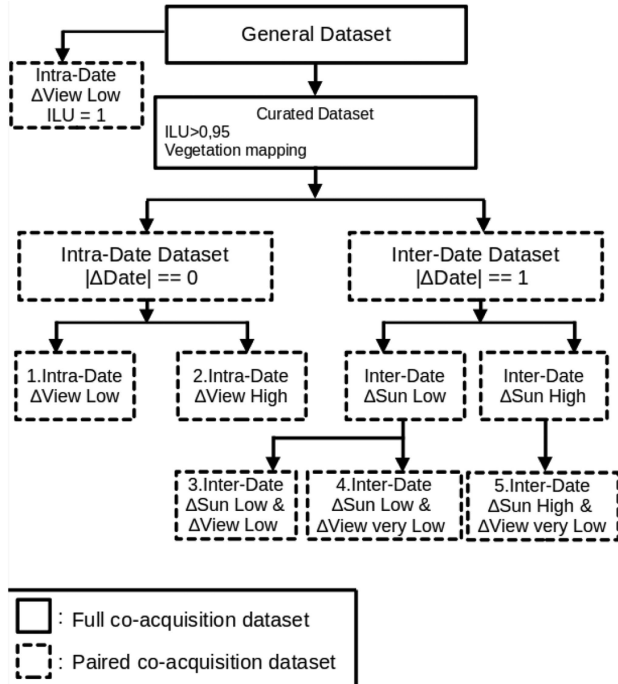 General Dataset
Intra-Date
ΔView Low
ILU = 1
Curated Dataset
ILU>0,95
Vegetation mapping
Intra-Date Dataset
|ΔDate| == 0
Inter-Date Dataset
|ΔDate| == 1
1.Intra-Date
ΔView Low
2.Intra-Date
ΔView High
Inter-Date
ΔSun Low
Inter-Date
ΔSun High
3.Inter-Date
ΔSun Low &
ΔView Low
4.Inter-Date
ΔSun Low &
ΔView very Low
5.Inter-Date
ΔSun High &
ΔView very Low
: Full co-acquisition dataset
: Paired co-acquisition dataset